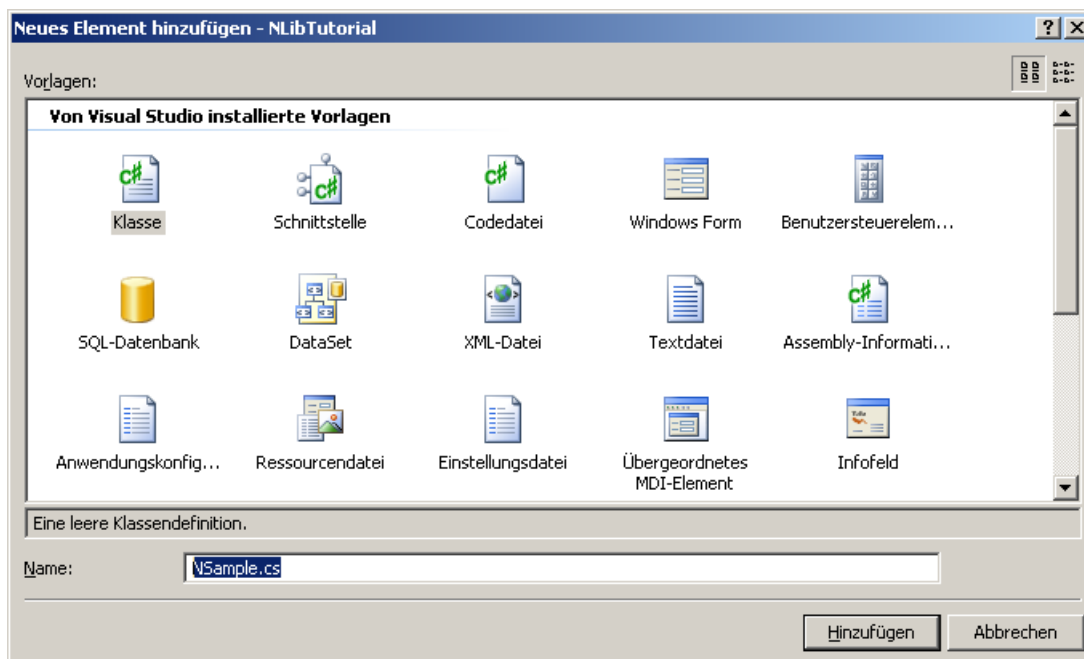 Neues Element hinzufügen - NLibTutorial
Vorlagen:
Von Visual Studio installierte Vorlagen
Klasse
Schnittstelle
Codedatei
Windows Form
Benutzersteuerelem...
SQL-Datenbank
DataSet
XML-Datei
Textdatei
Assembly-Informati...
Anwendungskonfig...
Ressourcendatei
Einstellungsdatei
Übergeordnetes
MDI-Element
Infofeld
Eine leere Klassendefinition.
Name:
NSample.cs
Hinzufügen
Abbrechen